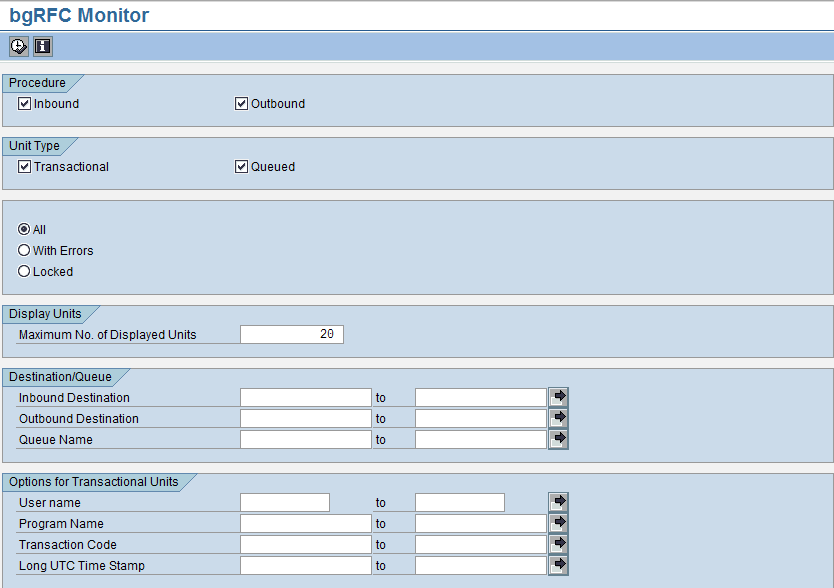 bgRFC Monitor
Procedure
Inbound Outbound
Unit Type
Transactional Queued
All
With Errors
Locked
Display Units
Maximum No. of Displayed Units 20
Destination/Queue
Inbound Destination to
Outbound Destination to
Queue Name to
Options for Transactional Units
User name to
Program Name to
Transaction Code to
Long UTC Time Stamp to